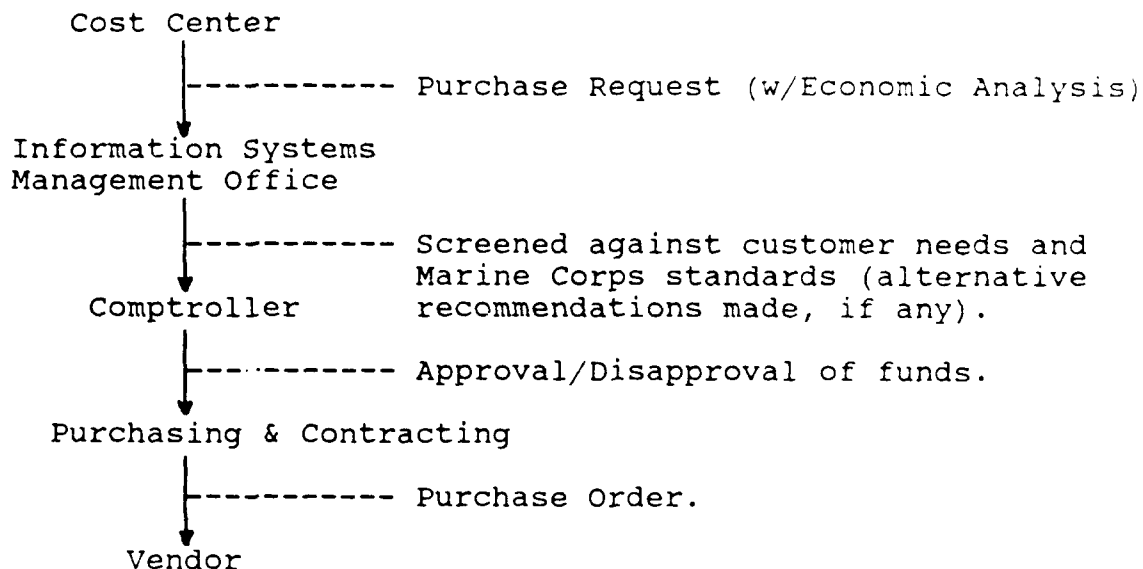 Cost Center
Purchase Request (w/Economic Analysis)
Information Systems
Management Office
Screened against customer needs and
Marine Corps standards (alternative
recommendations made, if any).
Comptroller
Approval/Disapproval of funds.
Purchasing & Contracting
Purchase Order.
Vendor